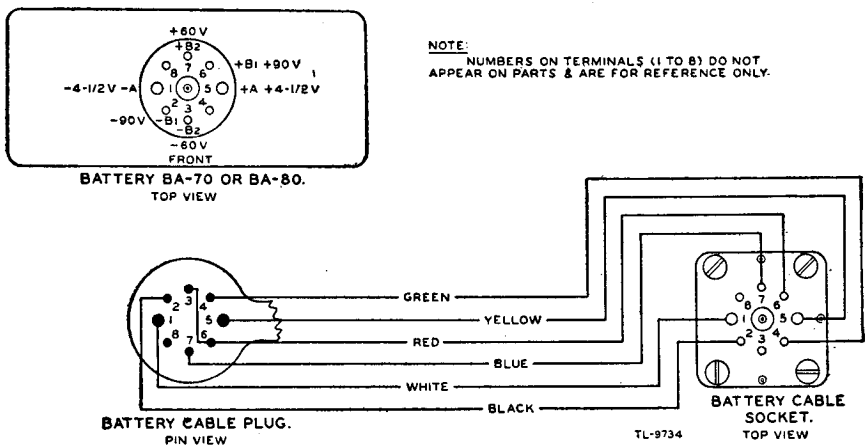 +60V
+B2
7
8 6
+B1 +90V
-4-1/2V -A
1 5
+A +4-1/2V
2 4
3
-90V -B1
-B2
-60V
FRONT
BATTERY BA-70 OR BA-80.
TOP VIEW
NOTE:
NUMBERS ON TERMINALS (1 TO 8) DO NOT
APPEAR ON PARTS & ARE FOR REFERENCE ONLY.
2 3 4
1 5
8 7 6
BATTERY CABLE PLUG.
PIN VIEW
GREEN
YELLOW
RED
BLUE
WHITE
BLACK
8 7 6
1 5
2 3 4
BATTERY CABLE
SOCKET.
TOP VIEW
TL-9734